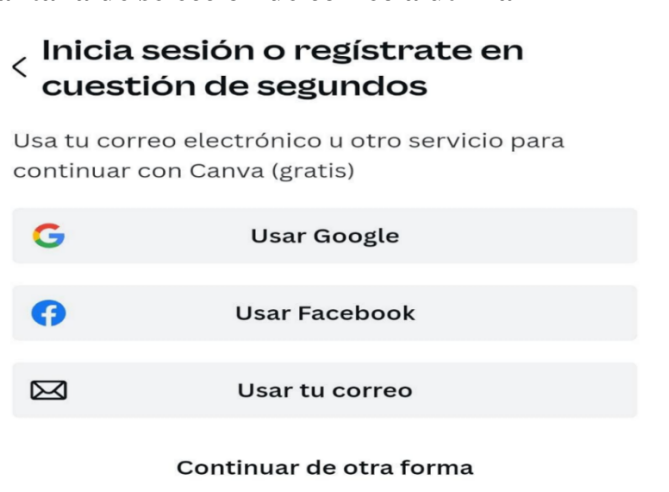 Inicia sesión o regístrate en
cuestión de segundos
Usa tu correo electrónico u otro servicio para
continuar con Canva (gratis)
Usar Google
Usar Facebook
Usar tu correo
Continuar de otra forma